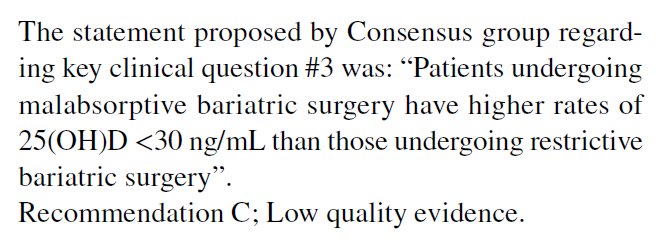 The statement proposed by Consensus group regard-
ing key clinical question #3 was: “Patients undergoing
malabsorptive bariatric surgery have higher rates of
25(OH)D <30 ng/mL than those undergoing restrictive
bariatric surgery”.
Recommendation C; Low quality evidence.